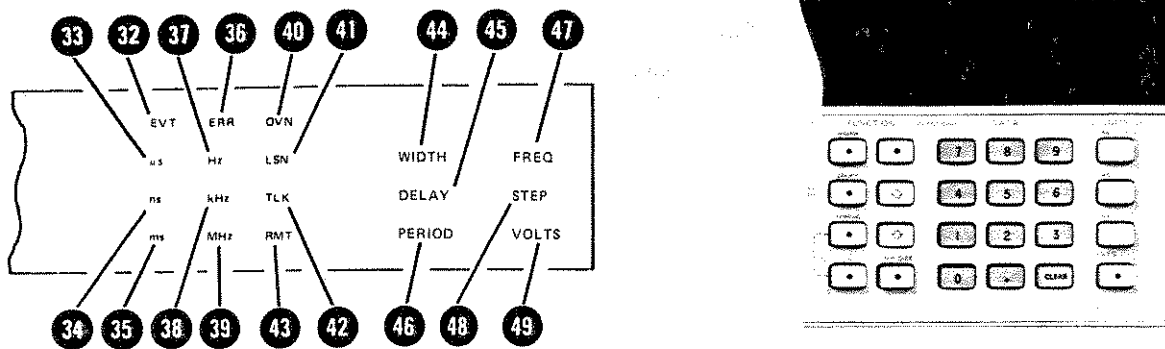 33 32 37 36 40 41 44 45 47
EVT ERR OVN
us Hz LSN WIDTH FREQ
ns kHz TLK DELAY STEP
ms MHz RMT PERIOD VOLTS
34 35 38 39 43 42 46 48 49
FUNCTION DATA
7 8 9
4 5 6
1 2 3
0 . CLEAR